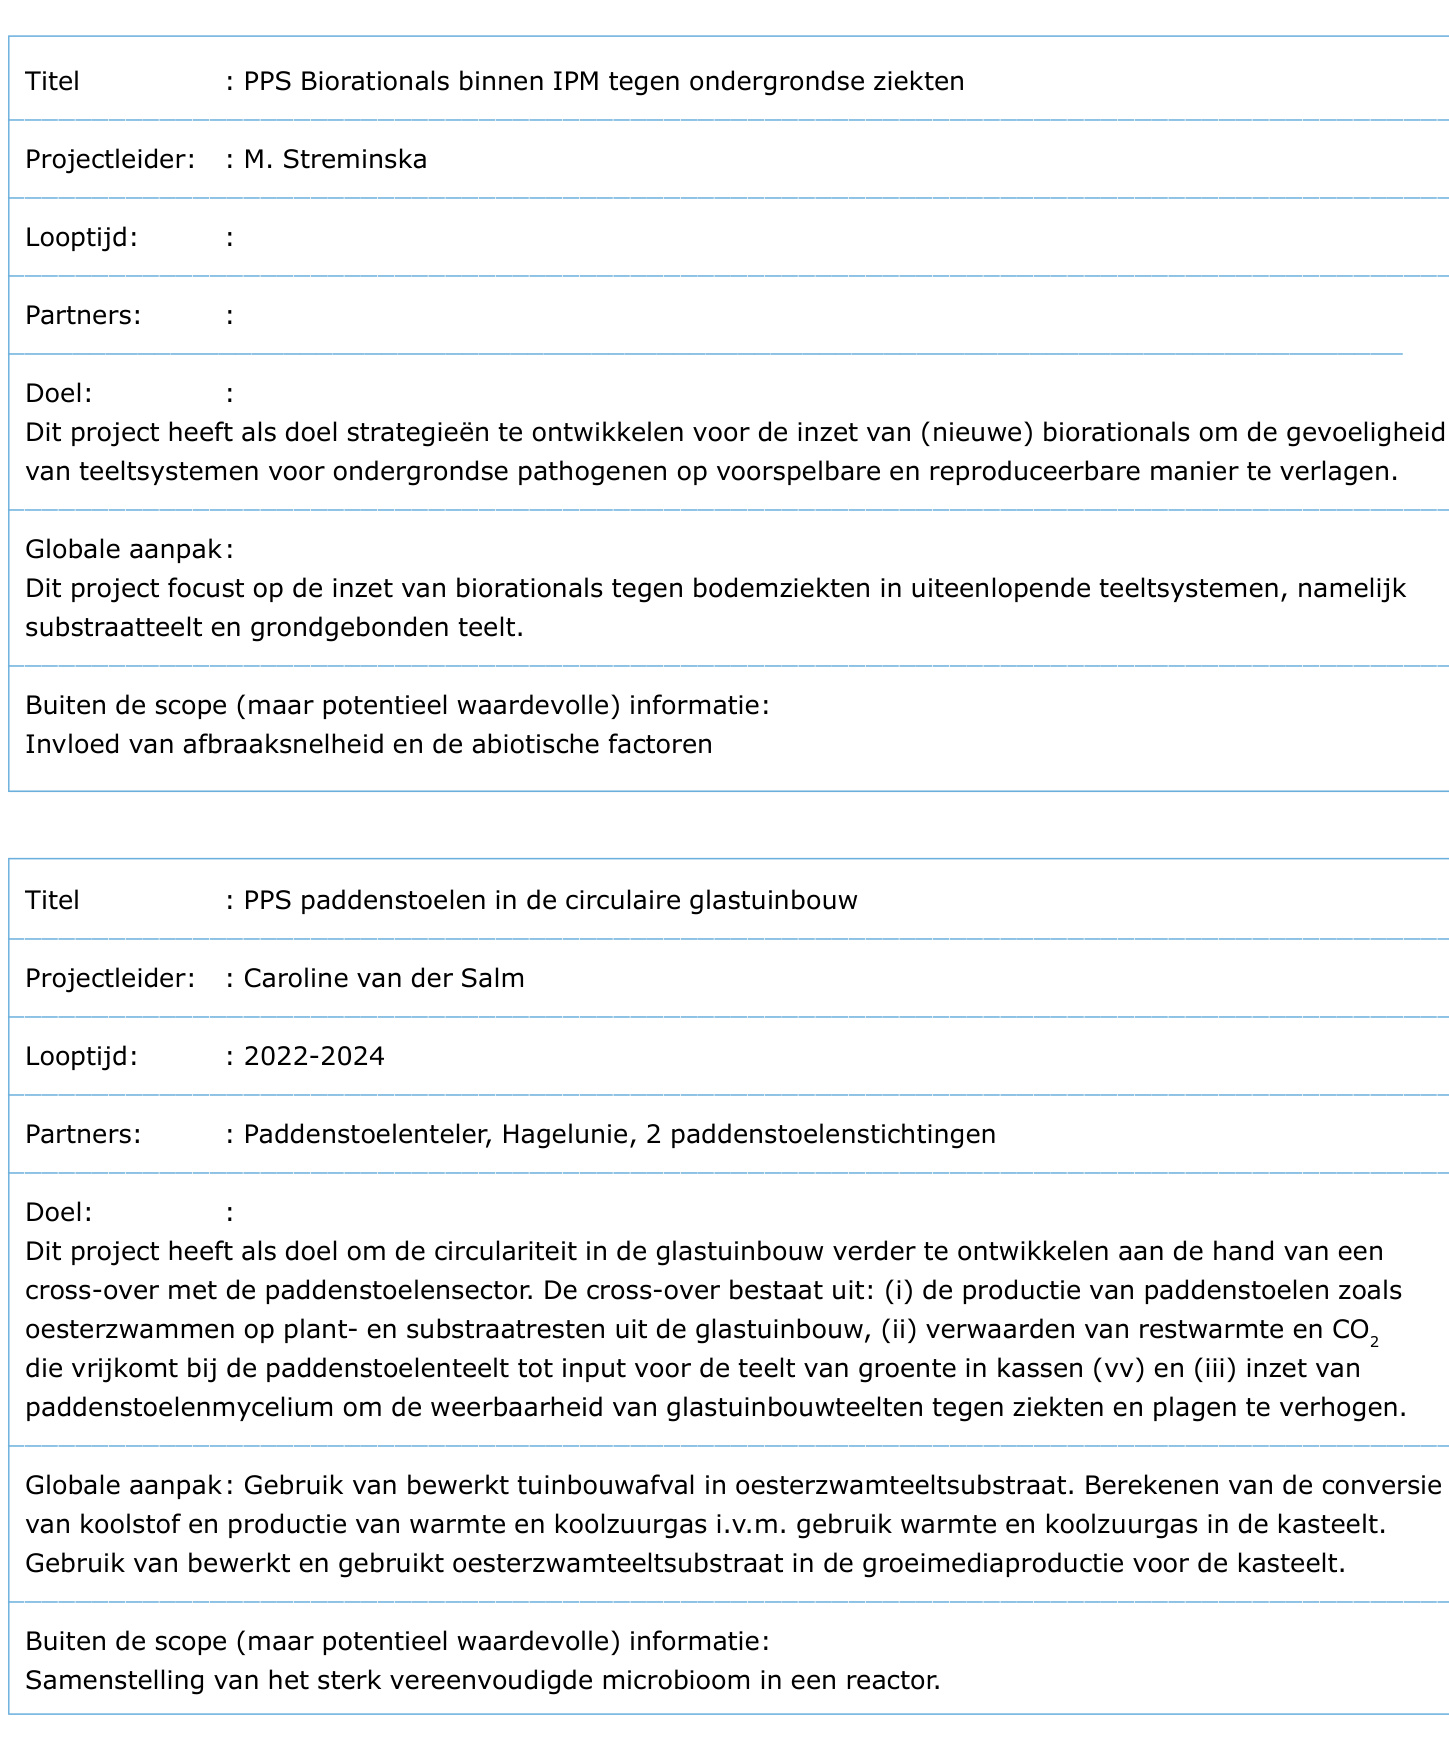 Titel : PPS Biorationals binnen IPM tegen ondergrondse ziekten
Projectleider: : M. Streminska
Looptijd: :
Partners: :
Doel: :
Dit project heeft als doel strategieën te ontwikkelen voor de inzet van (nieuwe) biorationals om de gevoeligheid
van teeltsystemen voor ondergrondse pathogenen op voorspelbare en reproduceerbare manier te verlagen.
Globale aanpak :
Dit project focust op de inzet van biorationals tegen bodemziekten in uiteenlopende teeltsystemen, namelijk
substraatteelt en grondgebonden teelt.
Buiten de scope (maar potentieel waardevolle) informatie:
Invloed van afbraaksnelheid en de abiotische factoren
Titel : PPS paddenstoelen in de circulaire glastuinbouw
Projectleider: : Caroline van der Salm
Looptijd: : 2022-2024
Partners: : Paddenstoelenteler, Hagelunie, 2 paddenstoelenstichtingen
Doel: :
Dit project heeft als doel om de circulariteit in de glastuinbouw verder te ontwikkelen aan de hand van een
cross-over met de paddenstoelensector. De cross-over bestaat uit: (i) de productie van paddenstoelen zoals
oesterzwammen op plant- en substraatresten uit de glastuinbouw, (ii) verwaarden van restwarmte en CO₂
die vrijkomt bij de paddenstoelenteelt tot input voor de teelt van groente in kassen (vv) en (iii) inzet van
paddenstoelenmycelium om de weerbaarheid van glastuinbouwteelten tegen ziekten en plagen te verhogen.
Globale aanpak : Gebruik van bewerkt tuinbouwafval in oesterzwamteeltsubstraat. Berekenen van de conversie
van koolstof en productie van warmte en koolzuurgas i.v.m. gebruik warmte en koolzuurgas in de kasteelt.
Gebruik van bewerkt en gebruikt oesterzwamteeltsubstraat in de groeimediaproductie voor de kasteelt.
Buiten de scope (maar potentieel waardevolle) informatie:
Samenstelling van het sterk vereenvoudigde microbioom in een reactor.